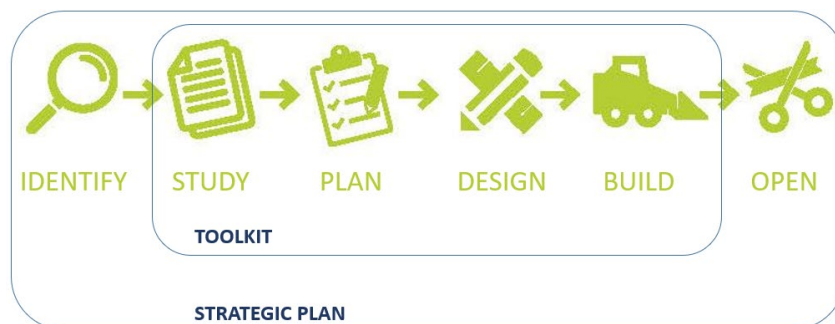 IDENTIFY STUDY PLAN DESIGN BUILD OPEN
TOOLKIT
STRATEGIC PLAN